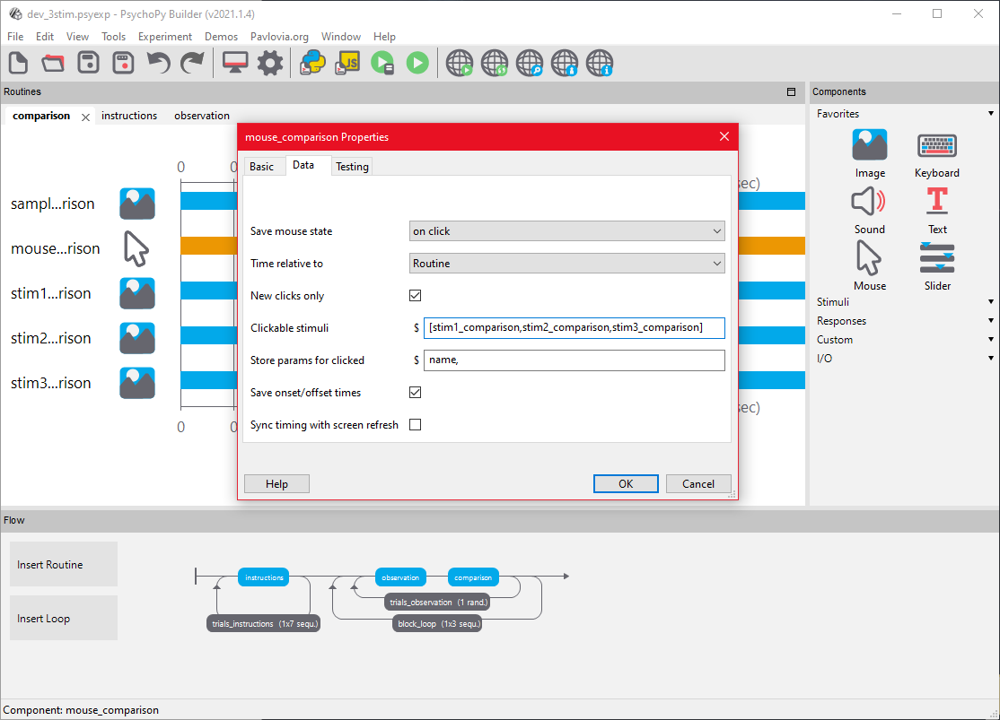 dev_3stim.psyexp - PsychoPy Builder (v2021.1.4)
File Edit View Tools Experiment Demos Pavlovia.org Window Help
JS
Routines
comparison instructions observation
0 0 sec)
sampl...rison
mouse...rison
stim1...rison
stim2...rison
stim3...rison
0 0 sec)
mouse_comparison Properties
Basic Data Testing
Save mouse state on click
Time relative to Routine
New clicks only
Clickable stimuli $ [stim1_comparison,stim2_comparison,stim3_comparison]
Store params for clicked $ name,
Save onset/offset times
Sync timing with screen refresh
Help OK Cancel
Components
Favorites
Image Keyboard
T
Sound Text
Mouse Slider
Stimuli
Responses
Custom
I/O
Flow
Insert Routine
Insert Loop
instructions observation comparison
trials_observation (1 rand.)
trials_instructions (1x7 sequ.) block_loop (1x3 sequ.)
Component: mouse_comparison